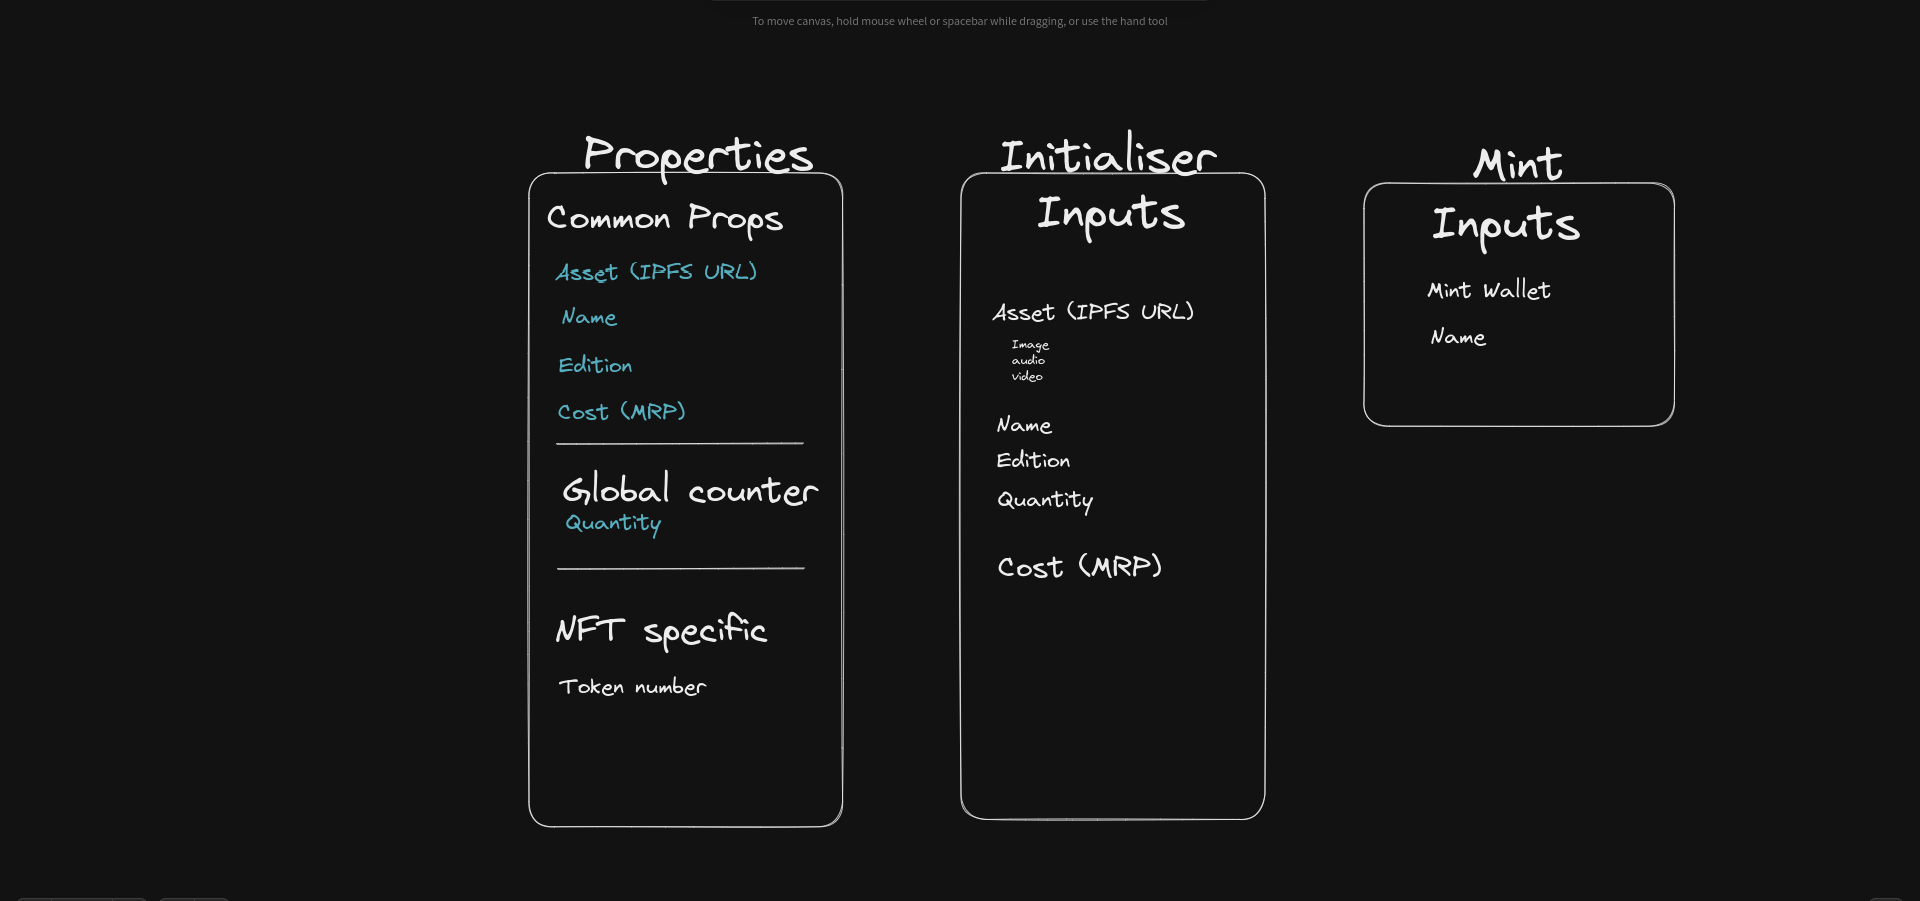 To move canvas, hold mouse wheel or spacebar while dragging, or use the hand tool
Properties
Common Props
Asset (IPFS URL)
Name
Edition
Cost (MRP)
Global counter
Quantity
NFT specific
Token number
Initialiser
Inputs
Asset (IPFS URL)
Image
audio
video
Name
Edition
Quantity
Cost (MRP)
Mint
Inputs
Mint Wallet
Name